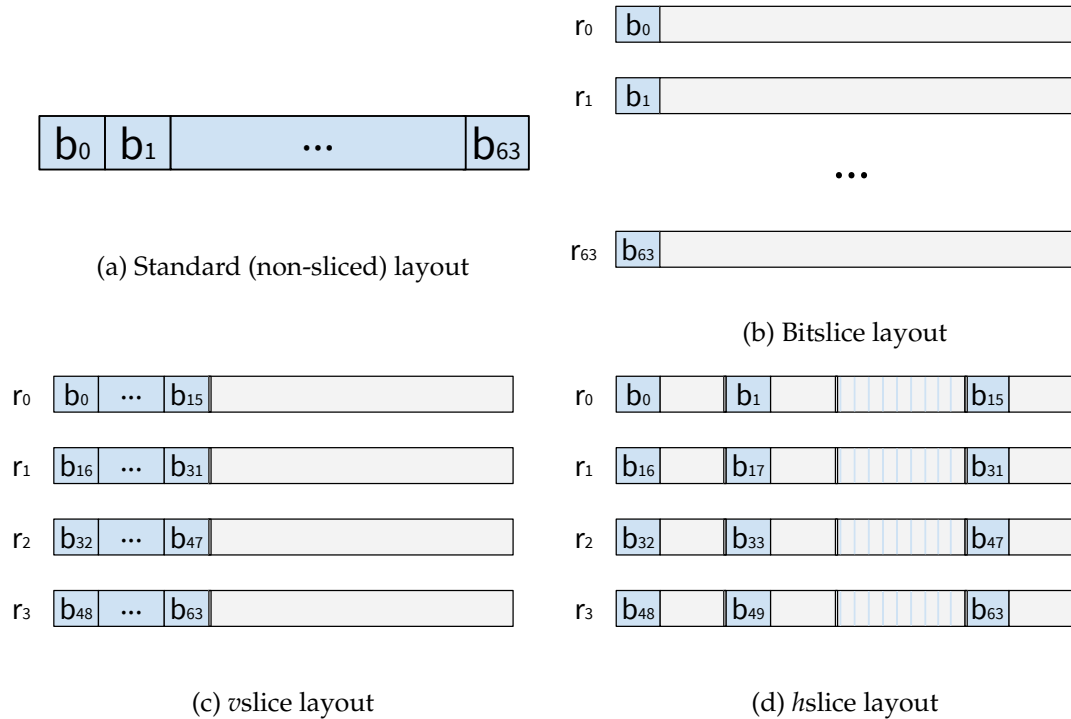 b0 b1 ... b63
(a) Standard (non-sliced) layout
r0 b0
r1 b1
...
r63 b63
(b) Bitslice layout
r0 b0 ... b15
r1 b16 ... b31
r2 b32 ... b47
r3 b48 ... b63
(c) vslice layout
r0 b0 b1 b15
r1 b16 b17 b31
r2 b32 b33 b47
r3 b48 b49 b63
(d) hslice layout